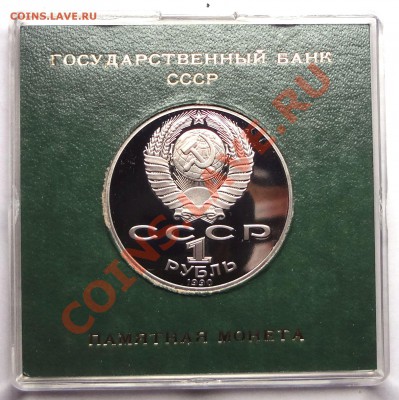 COINS.LAVE.RU
ГОСУДАРСТВЕННЫЙ БАНК
СССР
СССР
1
РУБЛЬ
1990
ПАМЯТНАЯ МОНЕТА
COINS.LAVE.RU